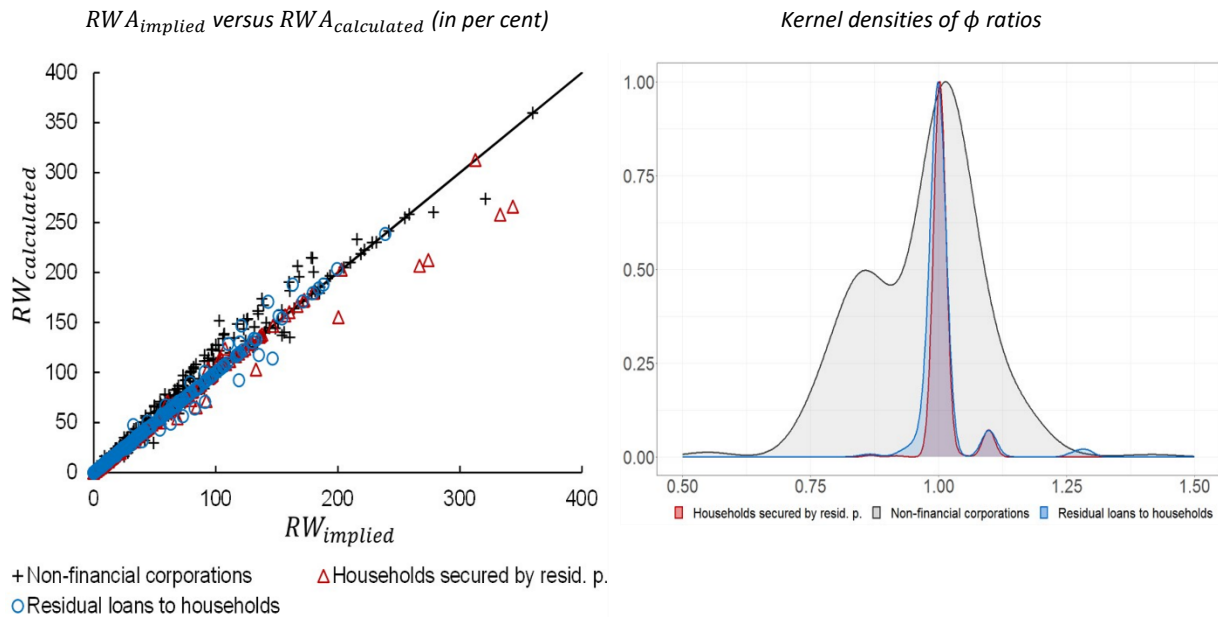 RWA_implied versus RWA_calculated (in per cent)
Kernel densities of ϕ ratios
400
350
300
250
200
150
100
50
0
RW_calculated
0 100 200 300 400
RW_implied
+Non-financial corporations △Households secured by resid. p.
○Residual loans to households
1.00
0.75
0.50
0.25
0.00
0.50 0.75 1.00 1.25 1.50
Households secured by resid. p. Non-financial corporations Residual loans to households